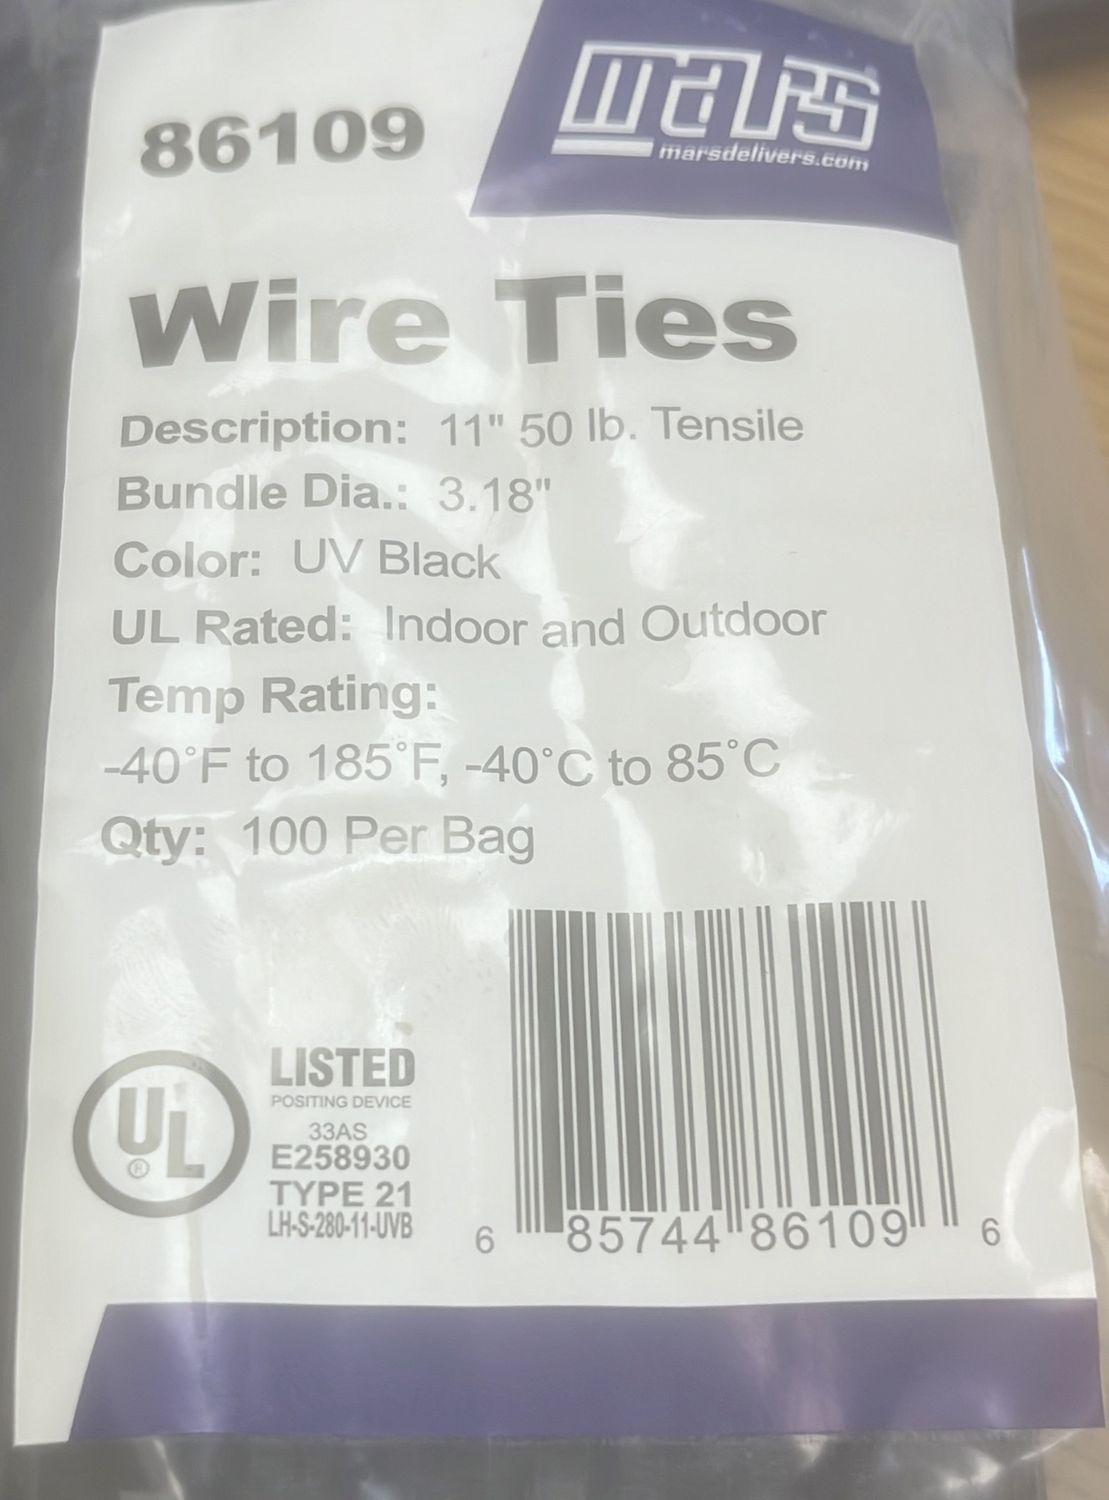 86109
mars
marsdelivers.com
Wire Ties
Description: 11" 50 lb. Tensile
Bundle Dia.: 3.18"
Color: UV Black
UL Rated: Indoor and Outdoor
Temp Rating:
-40°F to 185°F, -40°C to 85°C
Qty: 100 Per Bag
UL
®
LISTED
POSITING DEVICE
33AS
E258930
TYPE 21
LH-S-280-11-UVB
6 85744 86109 6